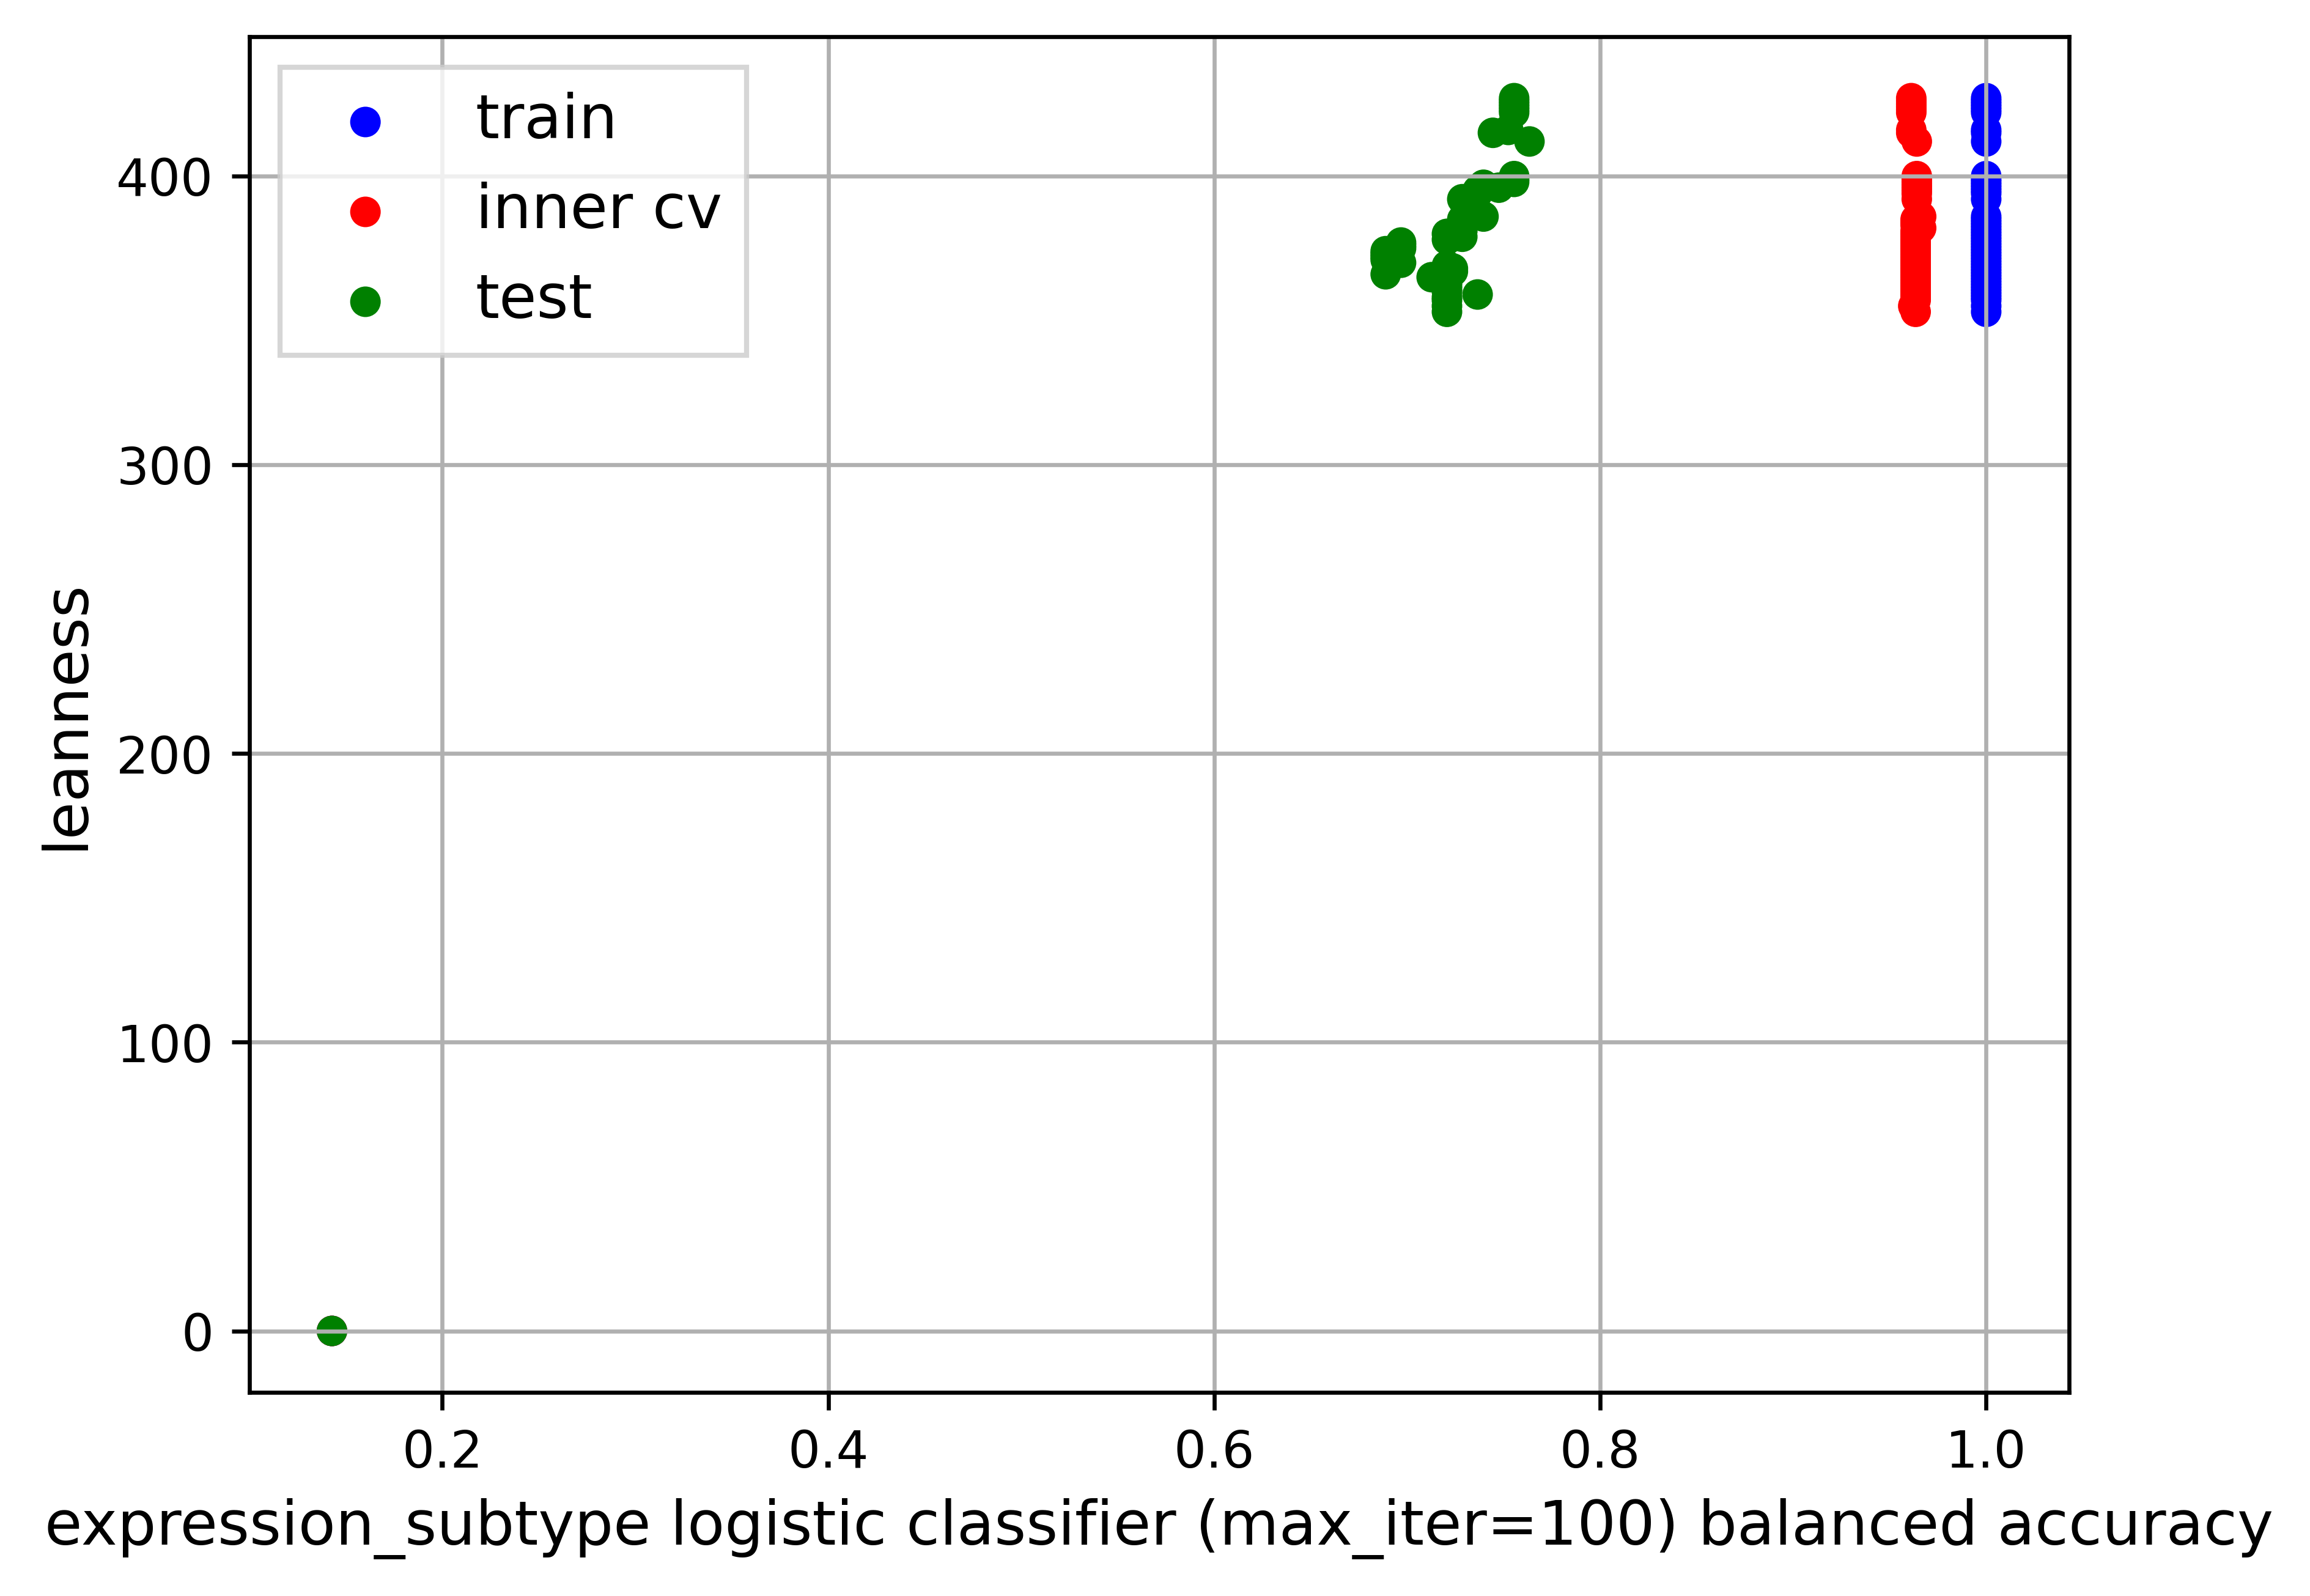 train
inner cv
test
400
300
200
100
0
leanness
0.2 0.4 0.6 0.8 1.0
expression_subtype logistic classifier (max_iter=100) balanced accuracy